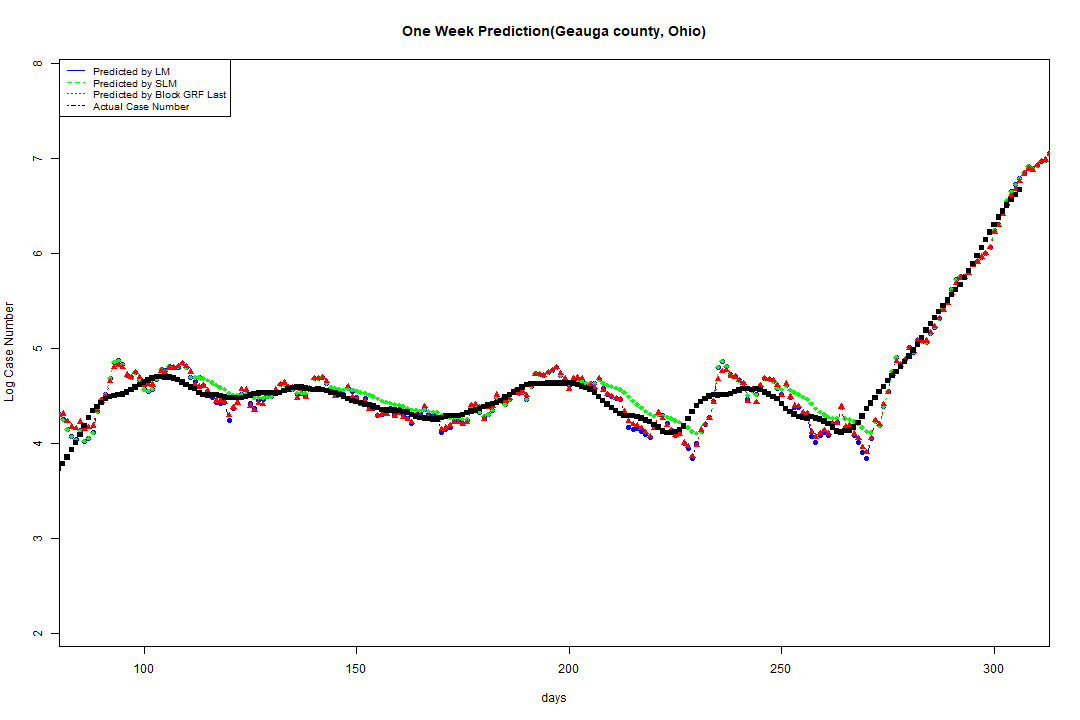 One Week Prediction(Geauga county, Ohio)
Predicted by LM
Predicted by SLM
Predicted by Block GRF Last
Actual Case Number
8
7
6
5
4
3
2
Log Case Number
100 150 200 250 300
days